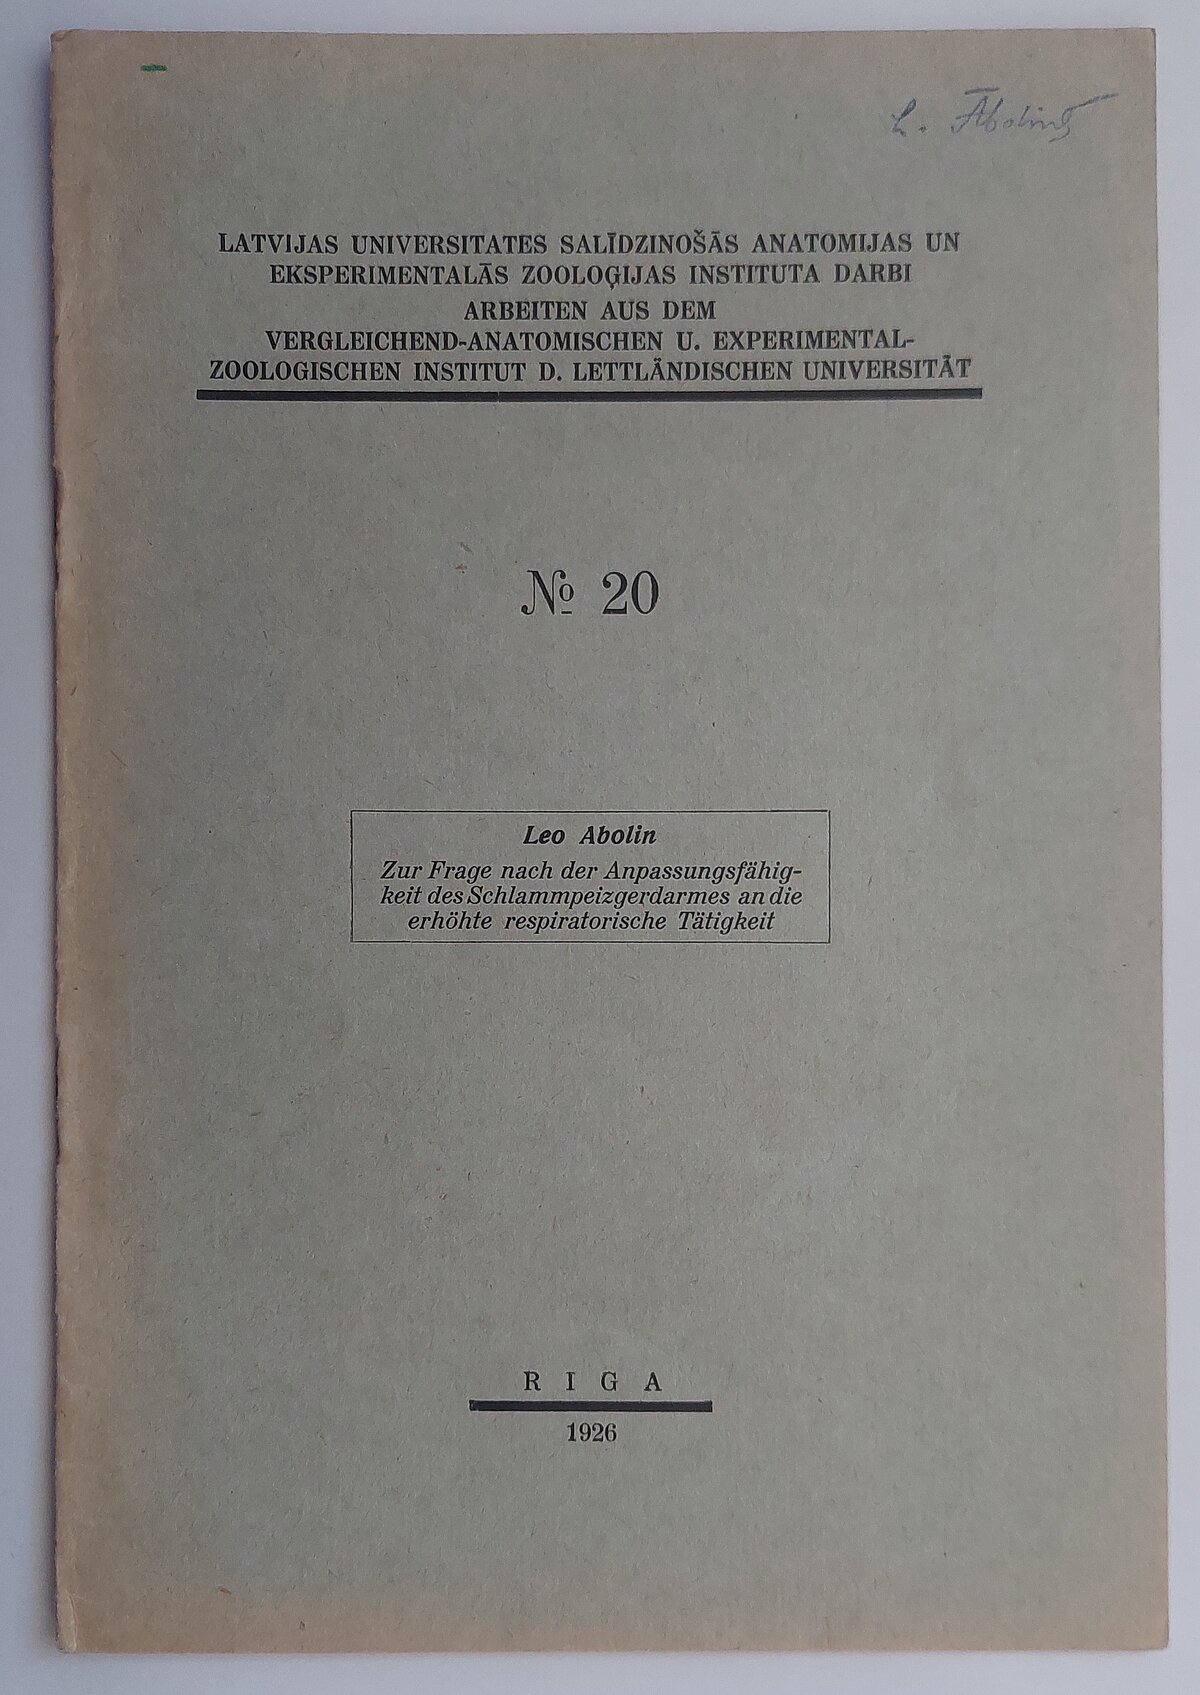 L. Āboliņš
LATVIJAS UNIVERSITATES SALĪDZINOŠĀS ANATOMIJAS UN
EKSPERIMENTALĀS ZOOLOĢIJAS INSTITUTA DARBI
ARBEITEN AUS DEM
VERGLEICHEND-ANATOMISCHEN U. EXPERIMENTAL-
ZOOLOGISCHEN INSTITUT D. LETTLÄNDISCHEN UNIVERSITÄT
№ 20
Leo Abolin
Zur Frage nach der Anpassungsfähig-
keit des Schlammpeizgerdarmes an die
erhöhte respiratorische Tätigkeit
RIGA
1926